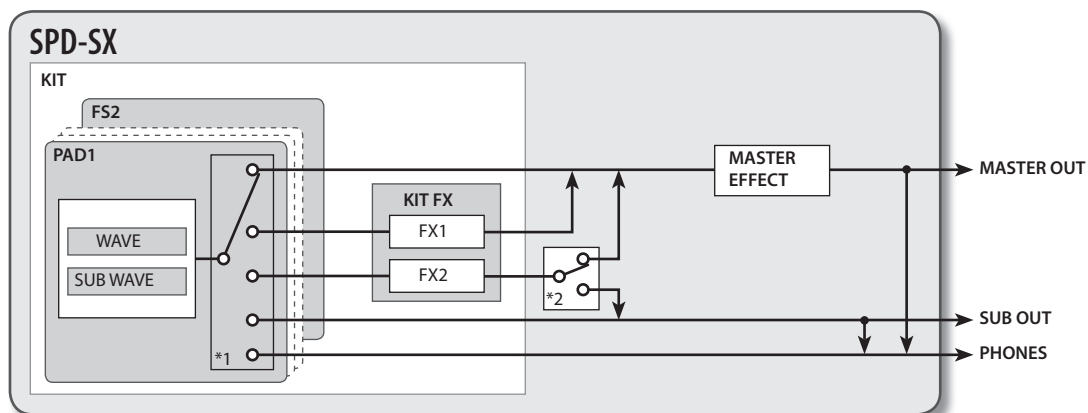 SPD-SX
KIT
FS2
PAD1
WAVE
SUB WAVE
*1
KIT FX
FX1
FX2
*2
MASTER
EFFECT
MASTER OUT
SUB OUT
PHONES